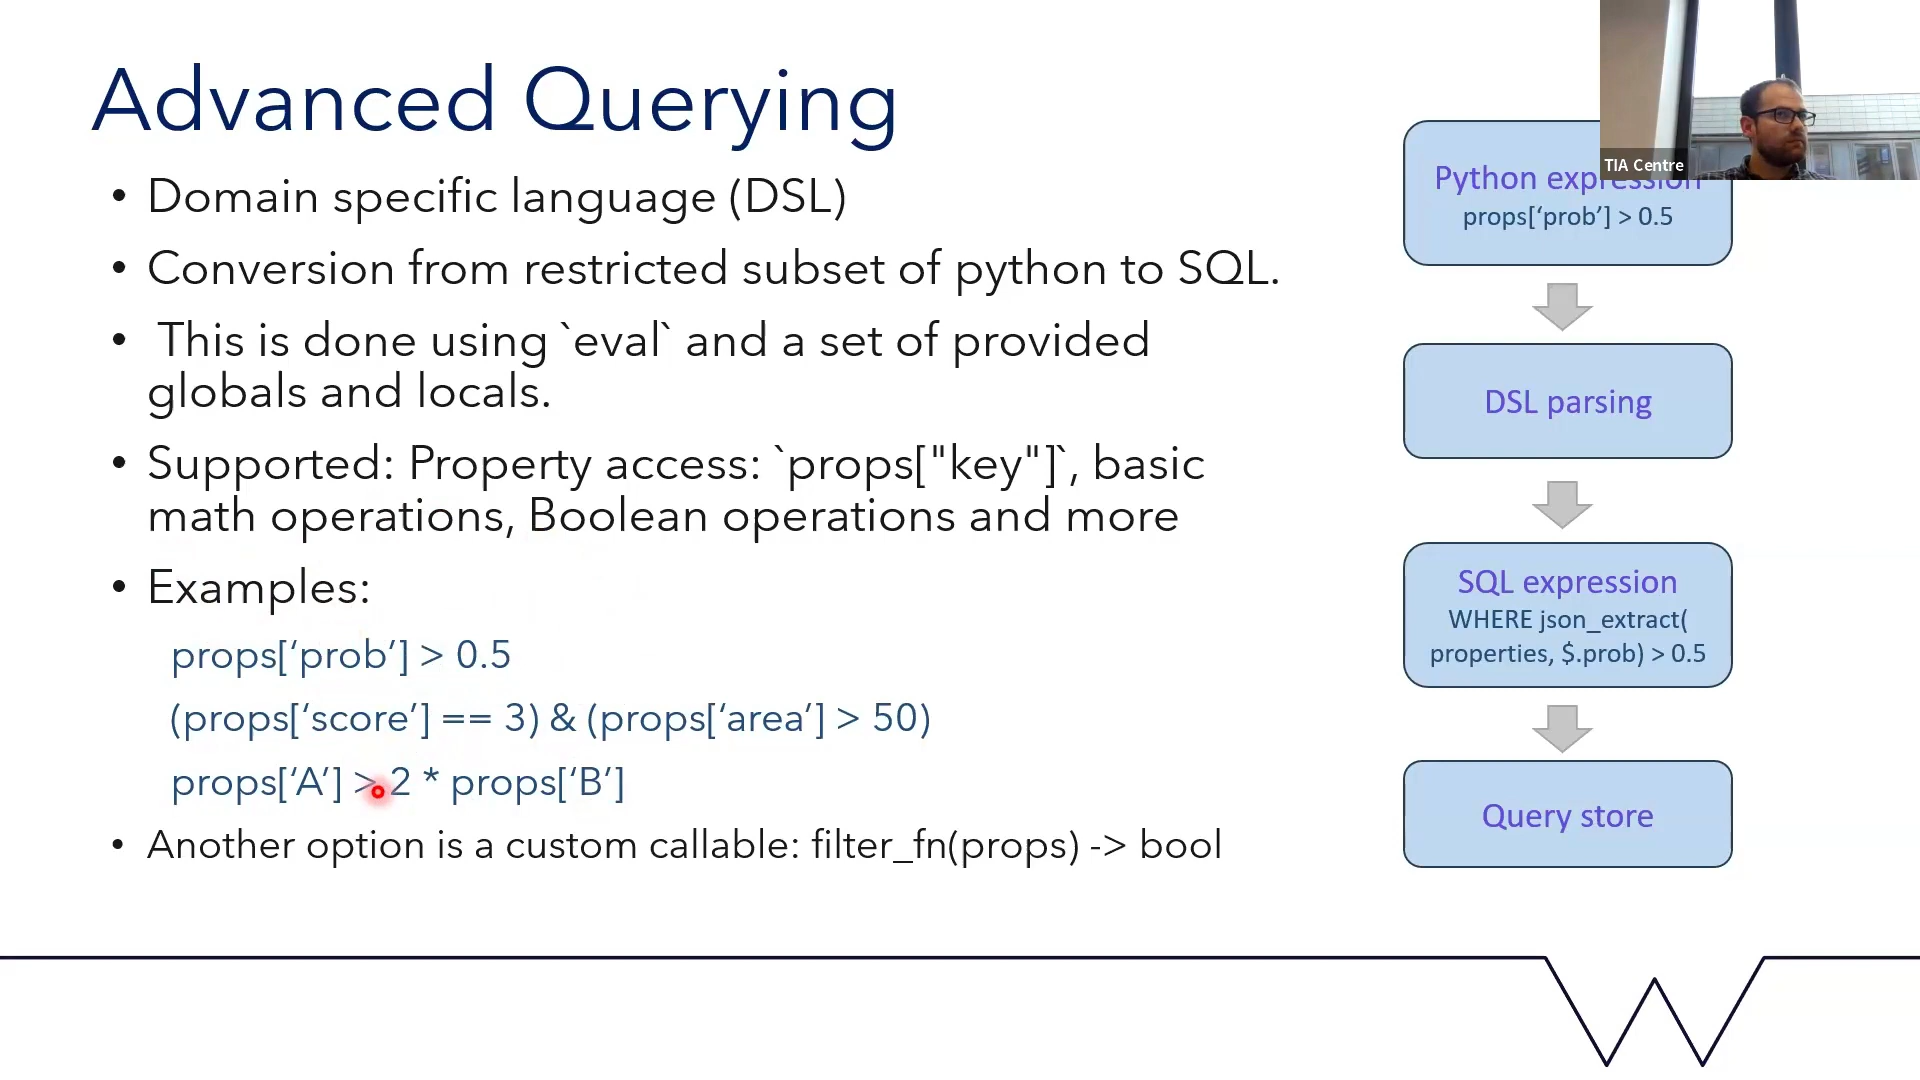 Advanced Querying
• Domain specific language (DSL)
• Conversion from restricted subset of python to SQL.
• This is done using `eval` and a set of provided
globals and locals.
• Supported: Property access: `props["key"]`, basic
math operations, Boolean operations and more
• Examples:
props[‘prob’] > 0.5
(props[‘score’] == 3) & (props[‘area’] > 50)
props[‘A’] > 2 * props[‘B’]
• Another option is a custom callable: filter_fn(props) -> bool
TIA Centre
Python expression
props[‘prob’] > 0.5
DSL parsing
SQL expression
WHERE json_extract(
properties, $.prob) > 0.5
Query store